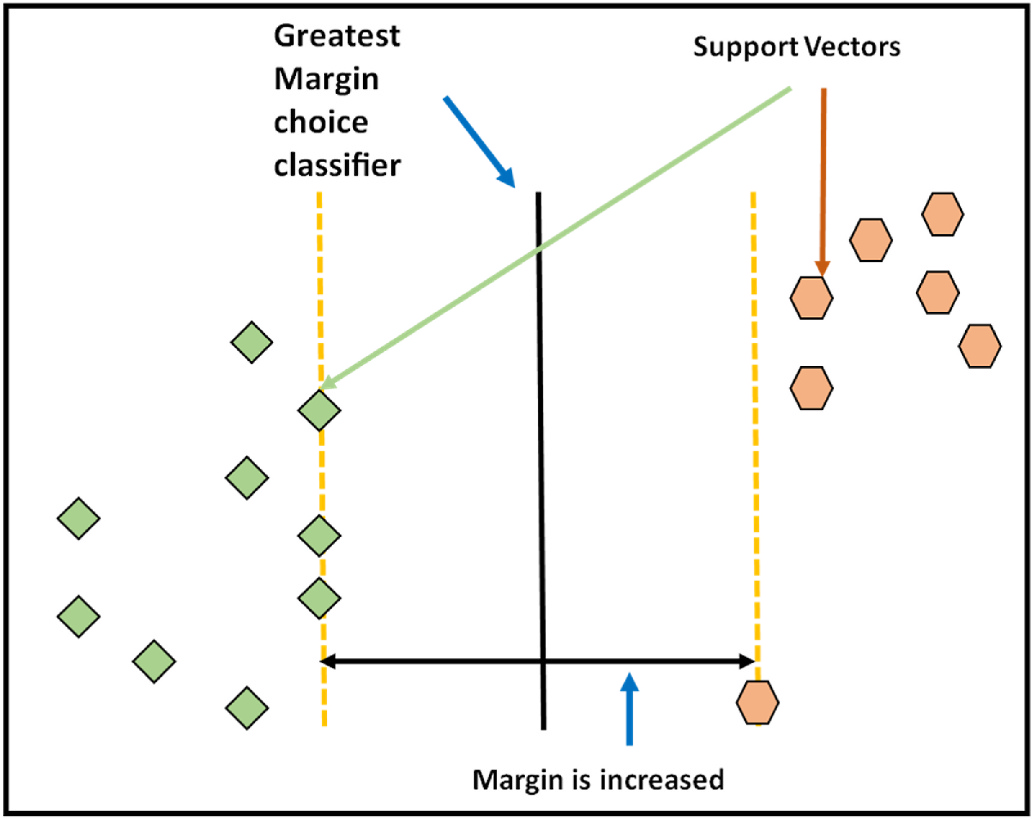 Greatest
Margin
choice
classifier
Support Vectors
Margin is increased